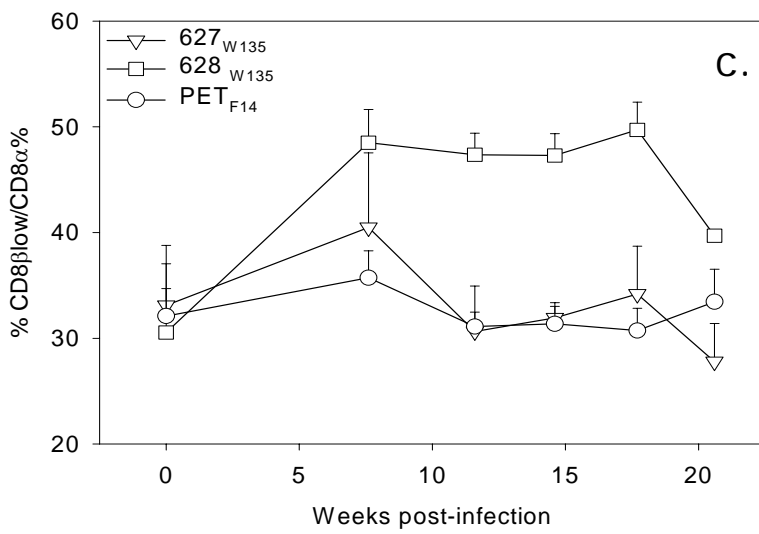 60
627W135
628 W135
PETF14
C.
50
40
30
20
% CD8βlow/CD8α%
0 5 10 15 20
Weeks post-infection